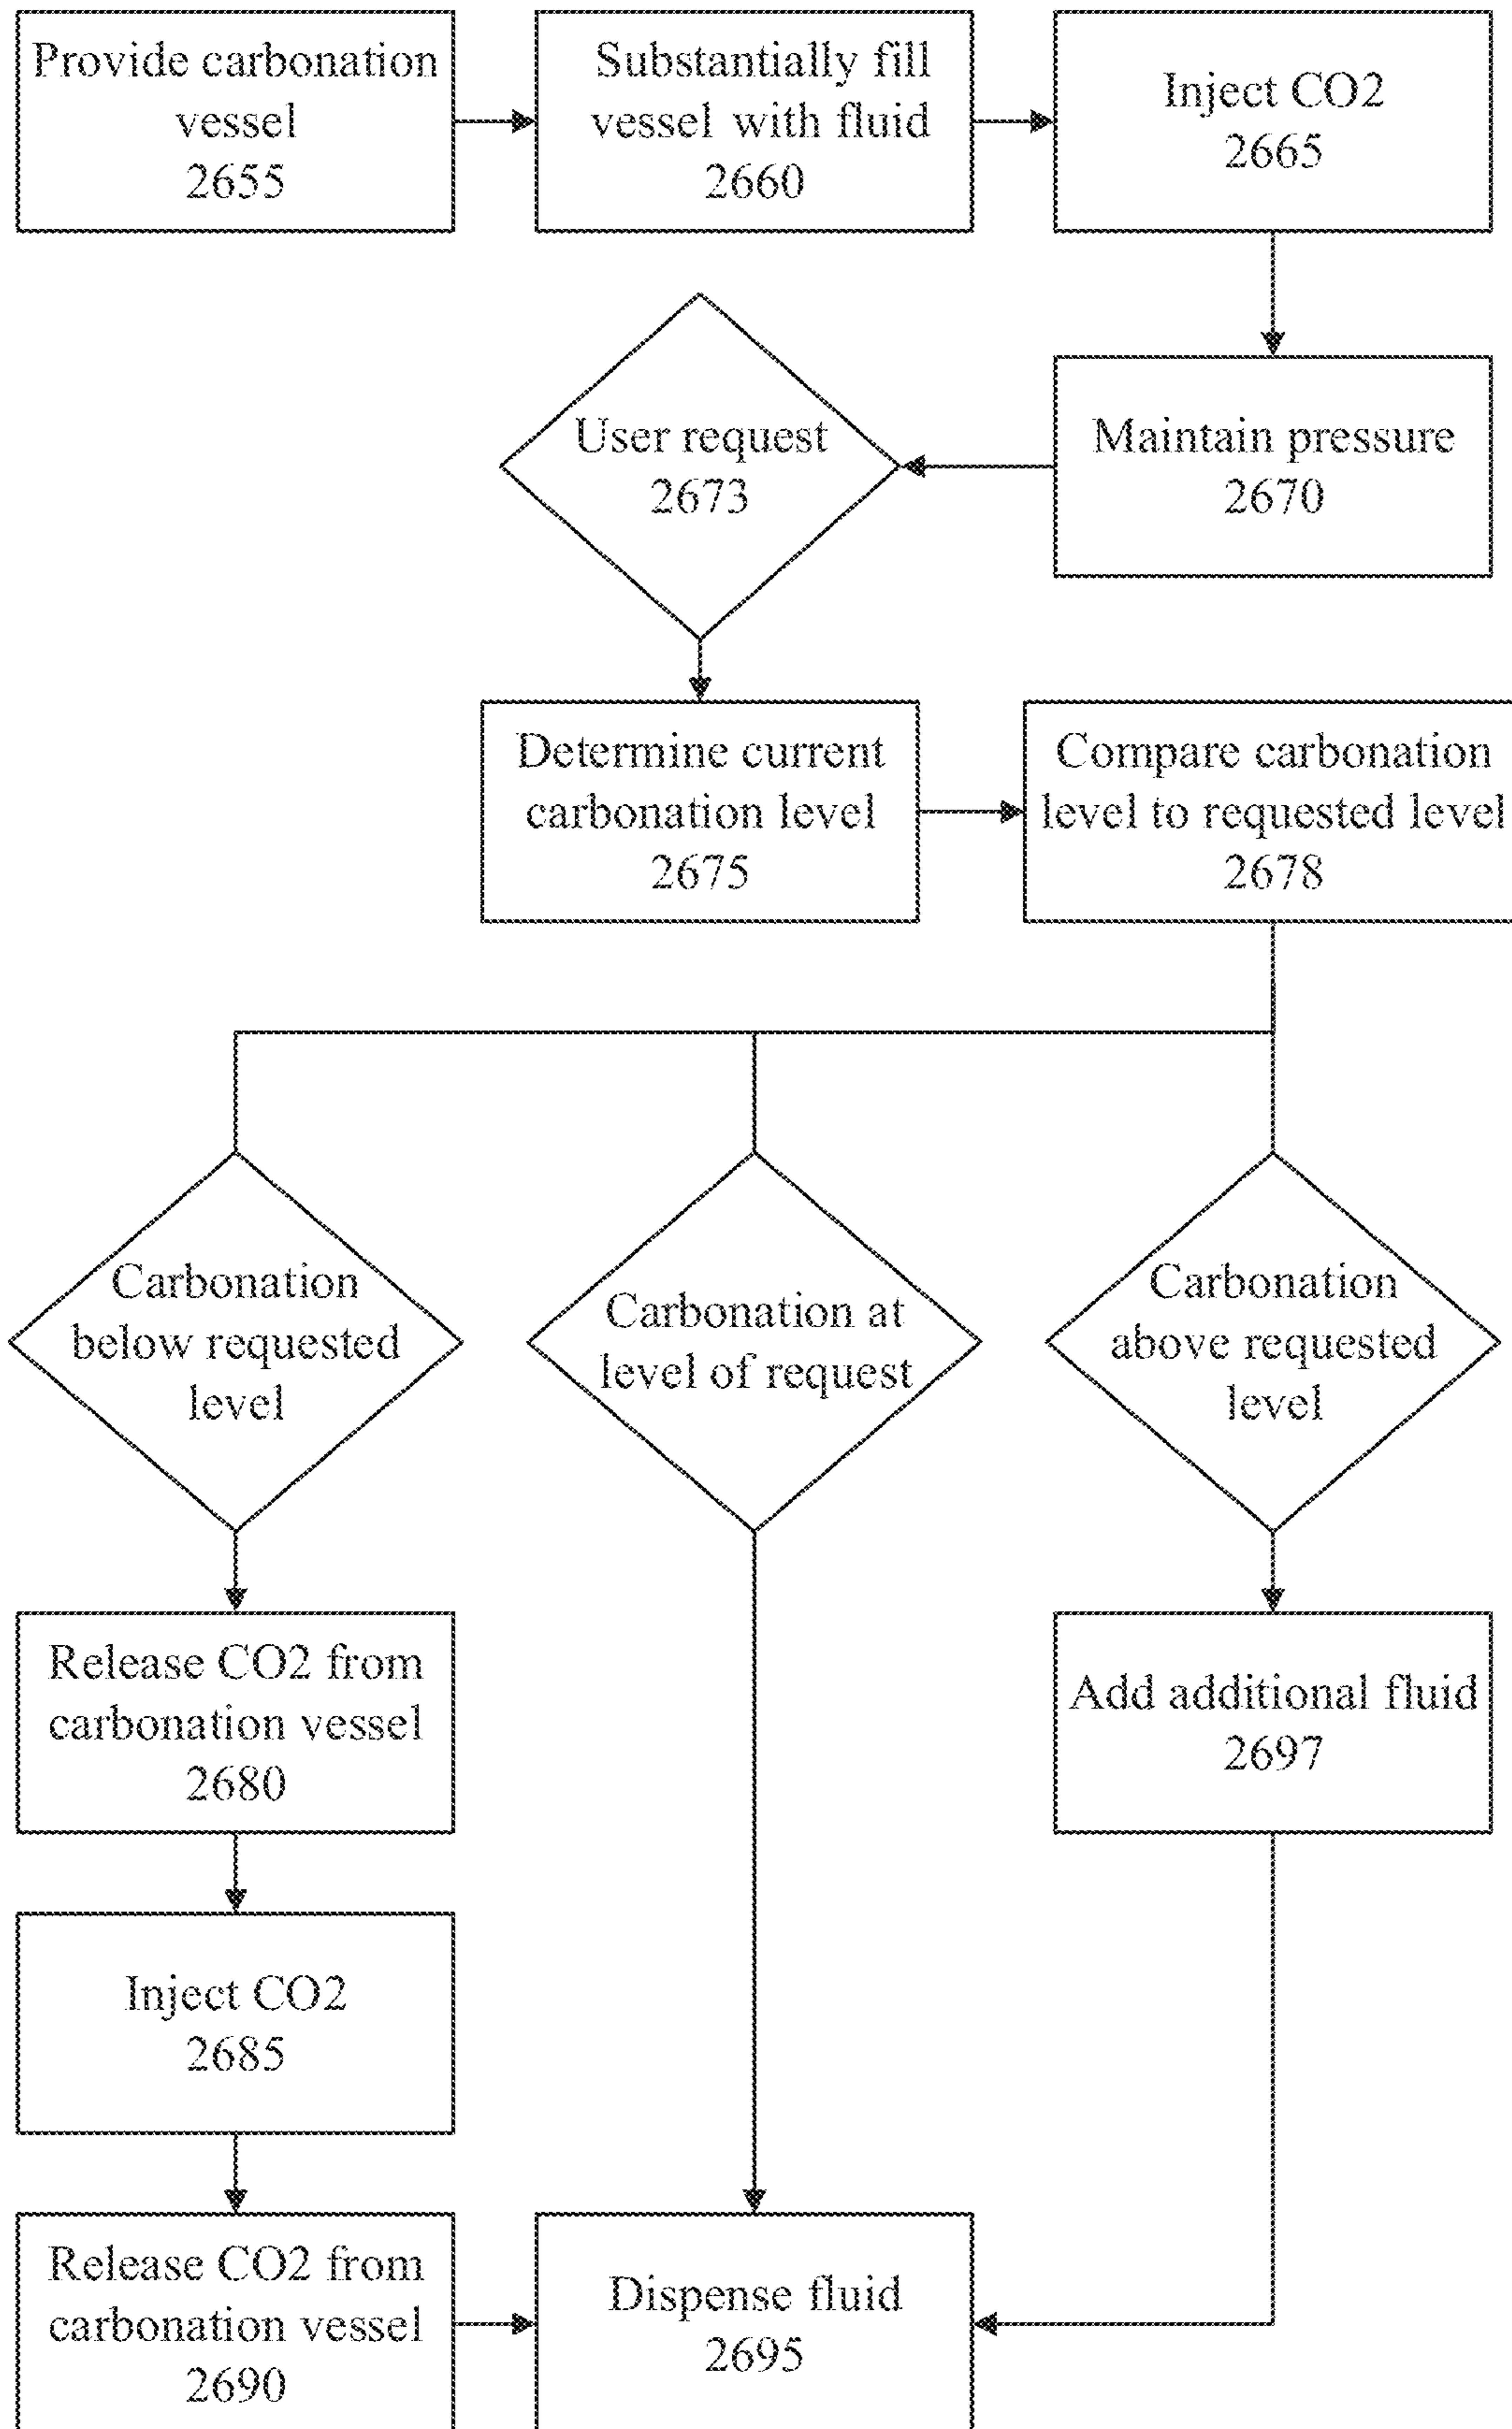 Provide carbonation
vessel
2655
Substantially fill
vessel with fluid
2660
Inject CO2
2665
User request
2673
Maintain pressure
2670
Determine current
carbonation level
2675
Compare carbonation
level to requested level
2678
Carbonation
below requested
level
Carbonation at
level of request
Carbonation
above requested
level
Release CO2 from
carbonation vessel
2680
Add additional fluid
2697
Inject CO2
2685
Release CO2 from
carbonation vessel
2690
Dispense fluid
2695